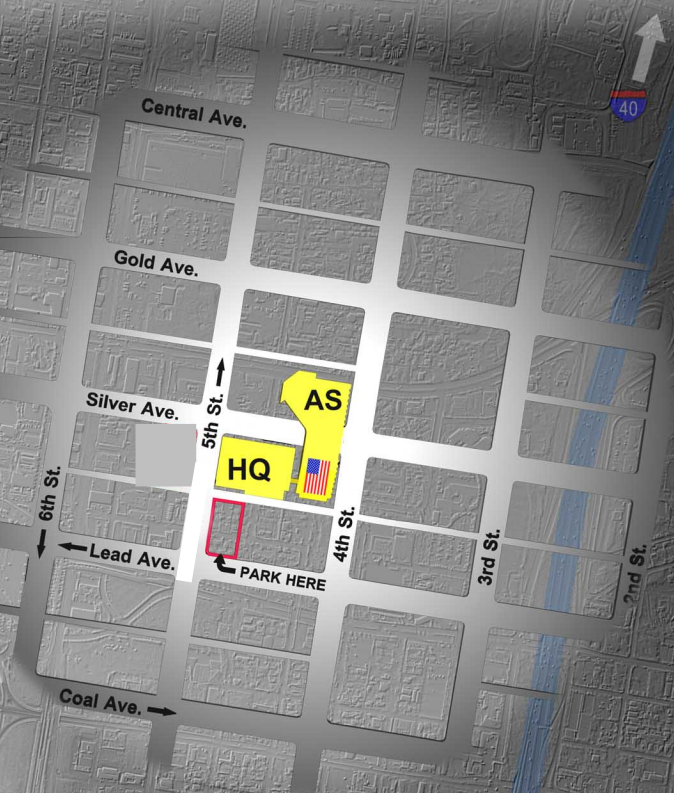 40
Central Ave.
Gold Ave.
Silver Ave.
5th St.
AS
HQ
6th St.
4th St.
3rd St.
2nd St.
Lead Ave.
PARK HERE
Coal Ave.